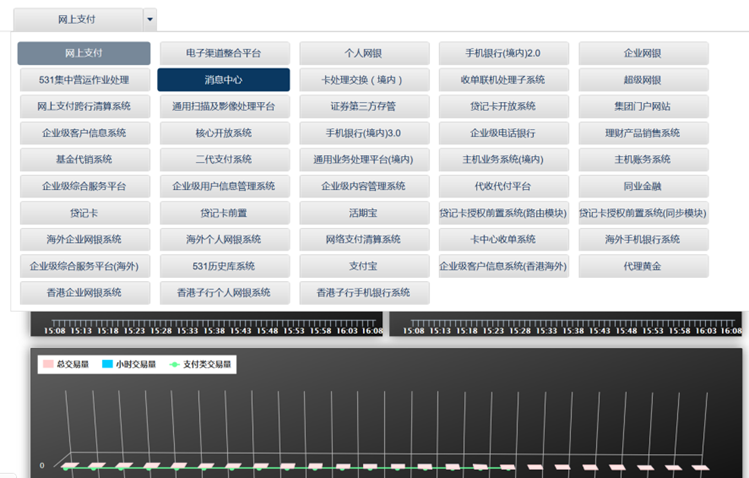 网上支付
网上支付 电子渠道整合平台 个人网银 手机银行(境内)2.0 企业网银
531集中营运作业处理 消息中心 卡处理交换（境内） 收单联机处理子系统 超级网银
网上支付跨行清算系统 通用扫描及影像处理平台 证券第三方存管 贷记卡开放系统 集团门户网站
企业级客户信息系统 核心开放系统 手机银行(境内)3.0 企业级电话银行 理财产品销售系统
基金代销系统 二代支付系统 通用业务处理平台(境内) 主机业务系统(境内) 主机账务系统
企业级综合服务平台 企业级用户信息管理系统 企业级内容管理系统 代收代付平台 同业金融
贷记卡 贷记卡前置 活期宝 贷记卡授权前置系统(路由模块) 贷记卡授权前置系统(同步模块)
海外企业网银系统 海外个人网银系统 网络支付清算系统 卡中心收单系统 海外手机银行系统
企业级综合服务平台(海外) 531历史库系统 支付宝 企业级客户信息系统(香港海外) 代理黄金
香港企业网银系统 香港子行个人网银系统 香港子行手机银行系统
15:08 15:13 15:18 15:23 15:28 15:33 15:38 15:43 15:48 15:53 15:58 16:03 16:08 15:08 15:13 15:18 15:23 15:28 15:33 15:38 15:43 15:48 15:53 15:58 16:03 16:08
总交易量 小时交易量 支付类交易量
0